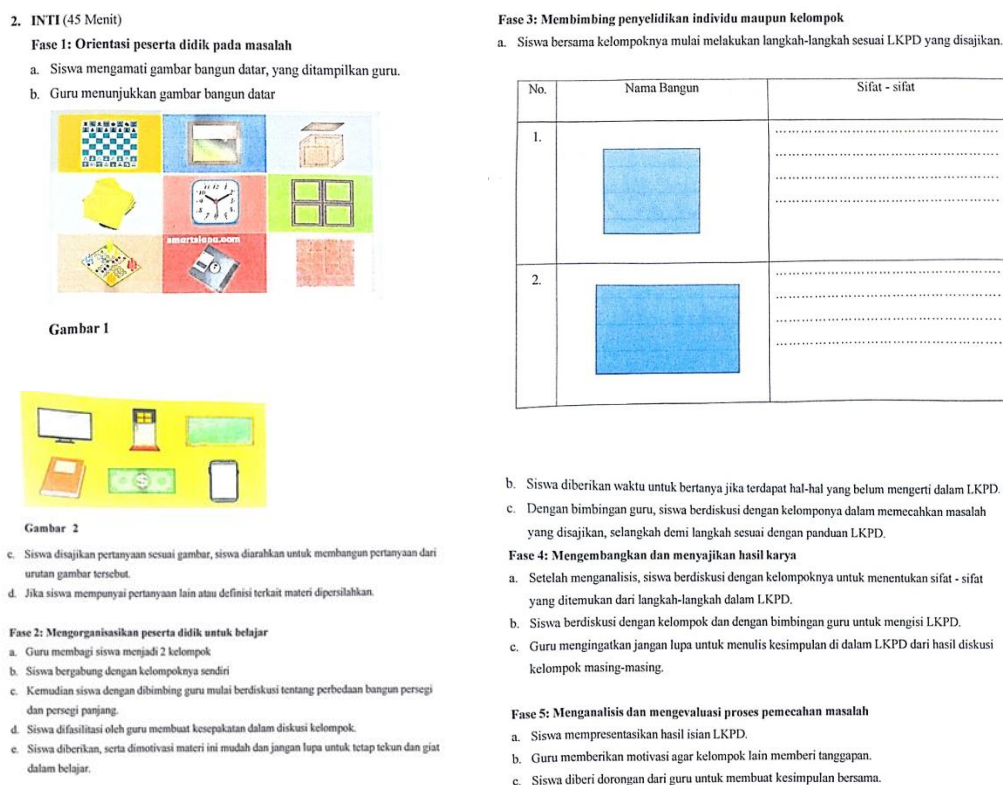 2. INTI (45 Menit)
Fase 1: Orientasi peserta didik pada masalah
a. Siswa mengamati gambar bangun datar, yang ditampilkan guru.
b. Guru menunjukkan gambar bangun datar
smartsiana.com
Gambar 1
Gambar 2
c. Siswa disajikan pertanyaan sesuai gambar, siswa diarahkan untuk membangun pertanyaan dari
urutan gambar tersebut.
d. Jika siswa mempunyai pertanyaan lain atau definisi terkait materi dipersilahkan.
Fase 2: Mengorganisasikan peserta didik untuk belajar
a. Guru membagi siswa menjadi 2 kelompok
b. Siswa bergabung dengan kelompoknya sendiri
c. Kemudian siswa dengan dibimbing guru mulai berdiskusi tentang perbedaan bangun persegi
dan persegi panjang.
d. Siswa difasilitasi oleh guru membuat kesepakatan dalam diskusi kelompok.
e. Siswa diberikan, serta dimotivasi materi ini mudah dan jangan lupa untuk tetap tekun dan giat
dalam belajar.
Fase 3: Membimbing penyelidikan individu maupun kelompok
a. Siswa bersama kelompoknya mulai melakukan langkah-langkah sesuai LKPD yang disajikan.
No. Nama Bangun Sifat - sifat
1.
2.
b. Siswa diberikan waktu untuk bertanya jika terdapat hal-hal yang belum mengerti dalam LKPD.
c. Dengan bimbingan guru, siswa berdiskusi dengan kelomponya dalam memecahkan masalah
yang disajikan, selangkah demi langkah sesuai dengan panduan LKPD.
Fase 4: Mengembangkan dan menyajikan hasil karya
a. Setelah menganalisis, siswa berdiskusi dengan kelompoknya untuk menentukan sifat - sifat
yang ditemukan dari langkah-langkah dalam LKPD.
b. Siswa berdiskusi dengan kelompok dan dengan bimbingan guru untuk mengisi LKPD.
c. Guru mengingatkan jangan lupa untuk menulis kesimpulan di dalam LKPD dari hasil diskusi
kelompok masing-masing.
Fase 5: Menganalisis dan mengevaluasi proses pemecahan masalah
a. Siswa mempresentasikan hasil isian LKPD.
b. Guru memberikan motivasi agar kelompok lain memberi tanggapan.
c. Siswa diberi dorongan dari guru untuk membuat kesimpulan bersama.